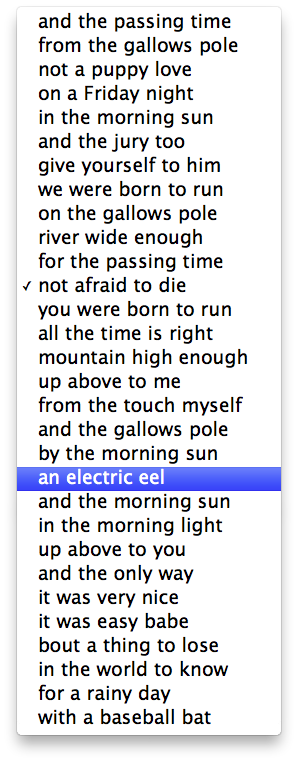 and the passing time
from the gallows pole
not a puppy love
on a Friday night
in the morning sun
and the jury too
give yourself to him
we were born to run
on the gallows pole
river wide enough
for the passing time
✓ not afraid to die
you were born to run
all the time is right
mountain high enough
up above to me
from the touch myself
and the gallows pole
by the morning sun
an electric eel
and the morning sun
in the morning light
up above to you
and the only way
it was very nice
it was easy babe
bout a thing to lose
in the world to know
for a rainy day
with a baseball bat